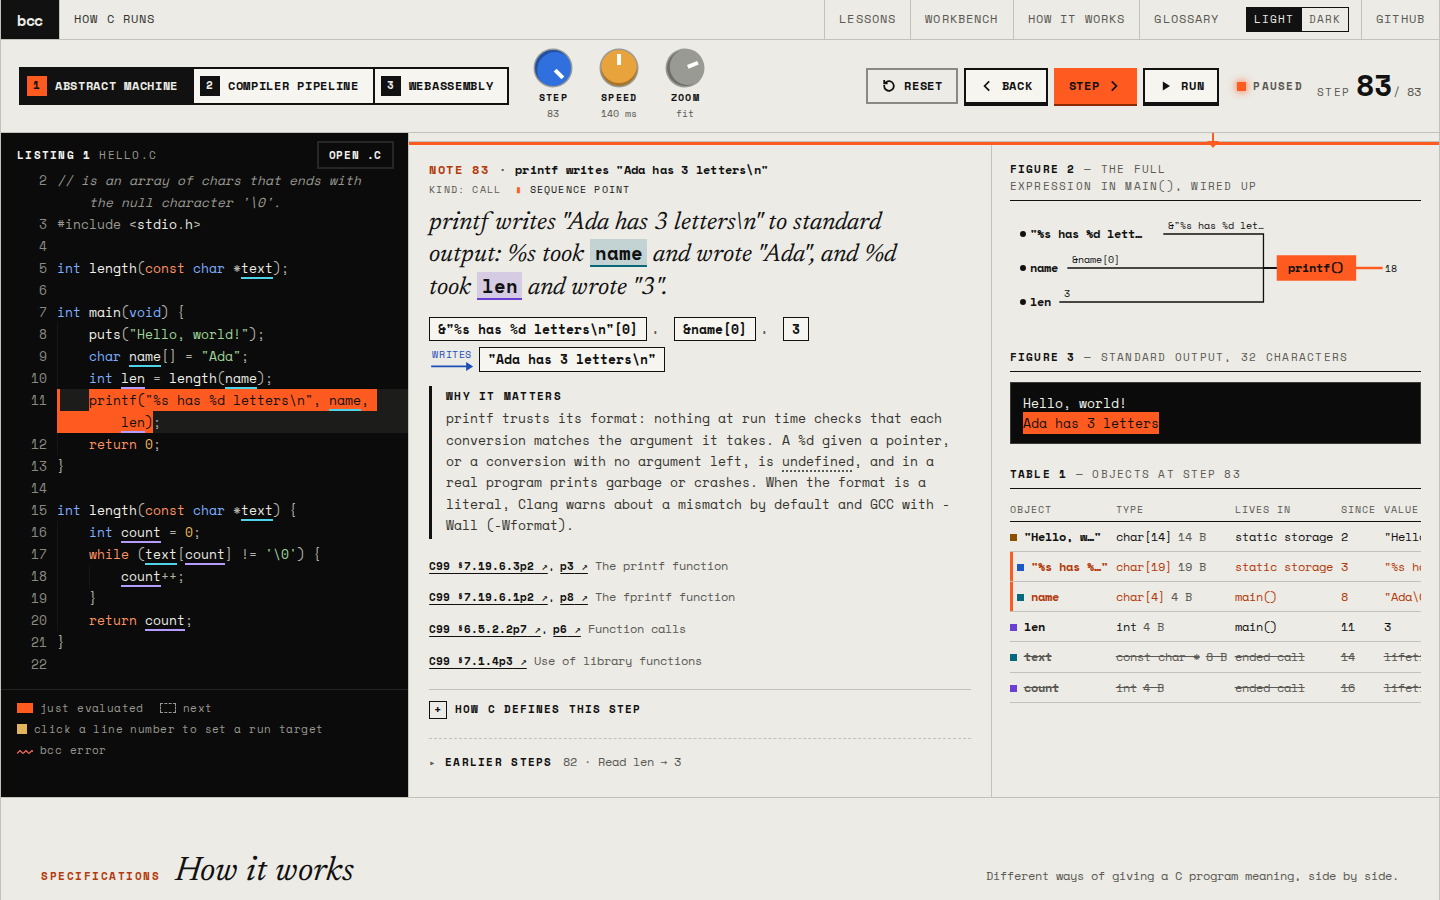 bcc HOW C RUNS LESSONS WORKBENCH HOW IT WORKS GLOSSARY LIGHT DARK GITHUB
1 ABSTRACT MACHINE 2 COMPILER PIPELINE 3 WEBASSEMBLY
STEP SPEED ZOOM
83 140 ms fit
RESET BACK STEP RUN PAUSED STEP 83 / 83
LISTING 1 HELLO.C OPEN .C
2 // is an array of chars that ends with
the null character '\0'.
3 #include <stdio.h>
4
5 int length(const char *text);
6
7 int main(void) {
8 puts("Hello, world!");
9 char name[] = "Ada";
10 int len = length(name);
11 printf("%s has %d letters\n", name,
len);
12 return 0;
13 }
14
15 int length(const char *text) {
16 int count = 0;
17 while (text[count] != '\0') {
18 count++;
19 }
20 return count;
21 }
22
just evaluated next
click a line number to set a run target
bcc error
NOTE 83 · printf writes "Ada has 3 letters\n"
KIND: CALL SEQUENCE POINT
printf writes "Ada has 3 letters\n" to standard
output: %s took name and wrote "Ada", and %d
took len and wrote "3".
&"%s has %d letters\n"[0] , &name[0] , 3
WRITES "Ada has 3 letters\n"
WHY IT MATTERS
printf trusts its format: nothing at run time checks that each
conversion matches the argument it takes. A %d given a pointer,
or a conversion with no argument left, is undefined, and in a
real program prints garbage or crashes. When the format is a
literal, Clang warns about a mismatch by default and GCC with -
Wall (-Wformat).
C99 §7.19.6.3p2 ↗, p3 ↗ The printf function
C99 §7.19.6.1p2 ↗, p8 ↗ The fprintf function
C99 §6.5.2.2p7 ↗, p6 ↗ Function calls
C99 §7.1.4p3 ↗ Use of library functions
+ HOW C DEFINES THIS STEP
▸ EARLIER STEPS 82 · Read len → 3
FIGURE 2 — THE FULL
EXPRESSION IN MAIN(), WIRED UP
"%s has %d lett… &"%s has %d let…
name &name[0] printf() 18
len 3
FIGURE 3 — STANDARD OUTPUT, 32 CHARACTERS
Hello, world!
Ada has 3 letters
TABLE 1 — OBJECTS AT STEP 83
OBJECT TYPE LIVES IN SINCE VALUE
"Hello, w…" char[14] 14 B static storage 2 "Hello
"%s has %…" char[19] 19 B static storage 3 "%s ha
name char[4] 4 B main() 8 "Ada\0
len int 4 B main() 11 3
text const char * 8 B ended call 14 lifet
count int 4 B ended call 16 lifet
SPECIFICATIONS How it works
Different ways of giving a C program meaning, side by side.